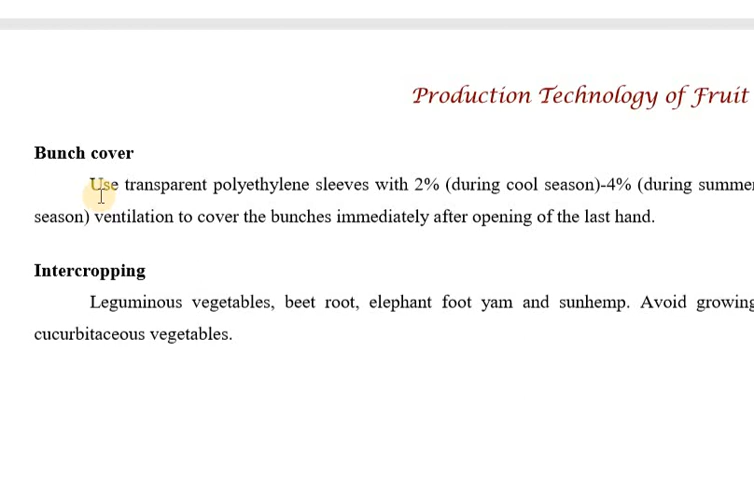 Production Technology of Fruit
Bunch cover
Use transparent polyethylene sleeves with 2% (during cool season)-4% (during summer
season) ventilation to cover the bunches immediately after opening of the last hand.
Intercropping
Leguminous vegetables, beet root, elephant foot yam and sunhemp. Avoid growing
cucurbitaceous vegetables.